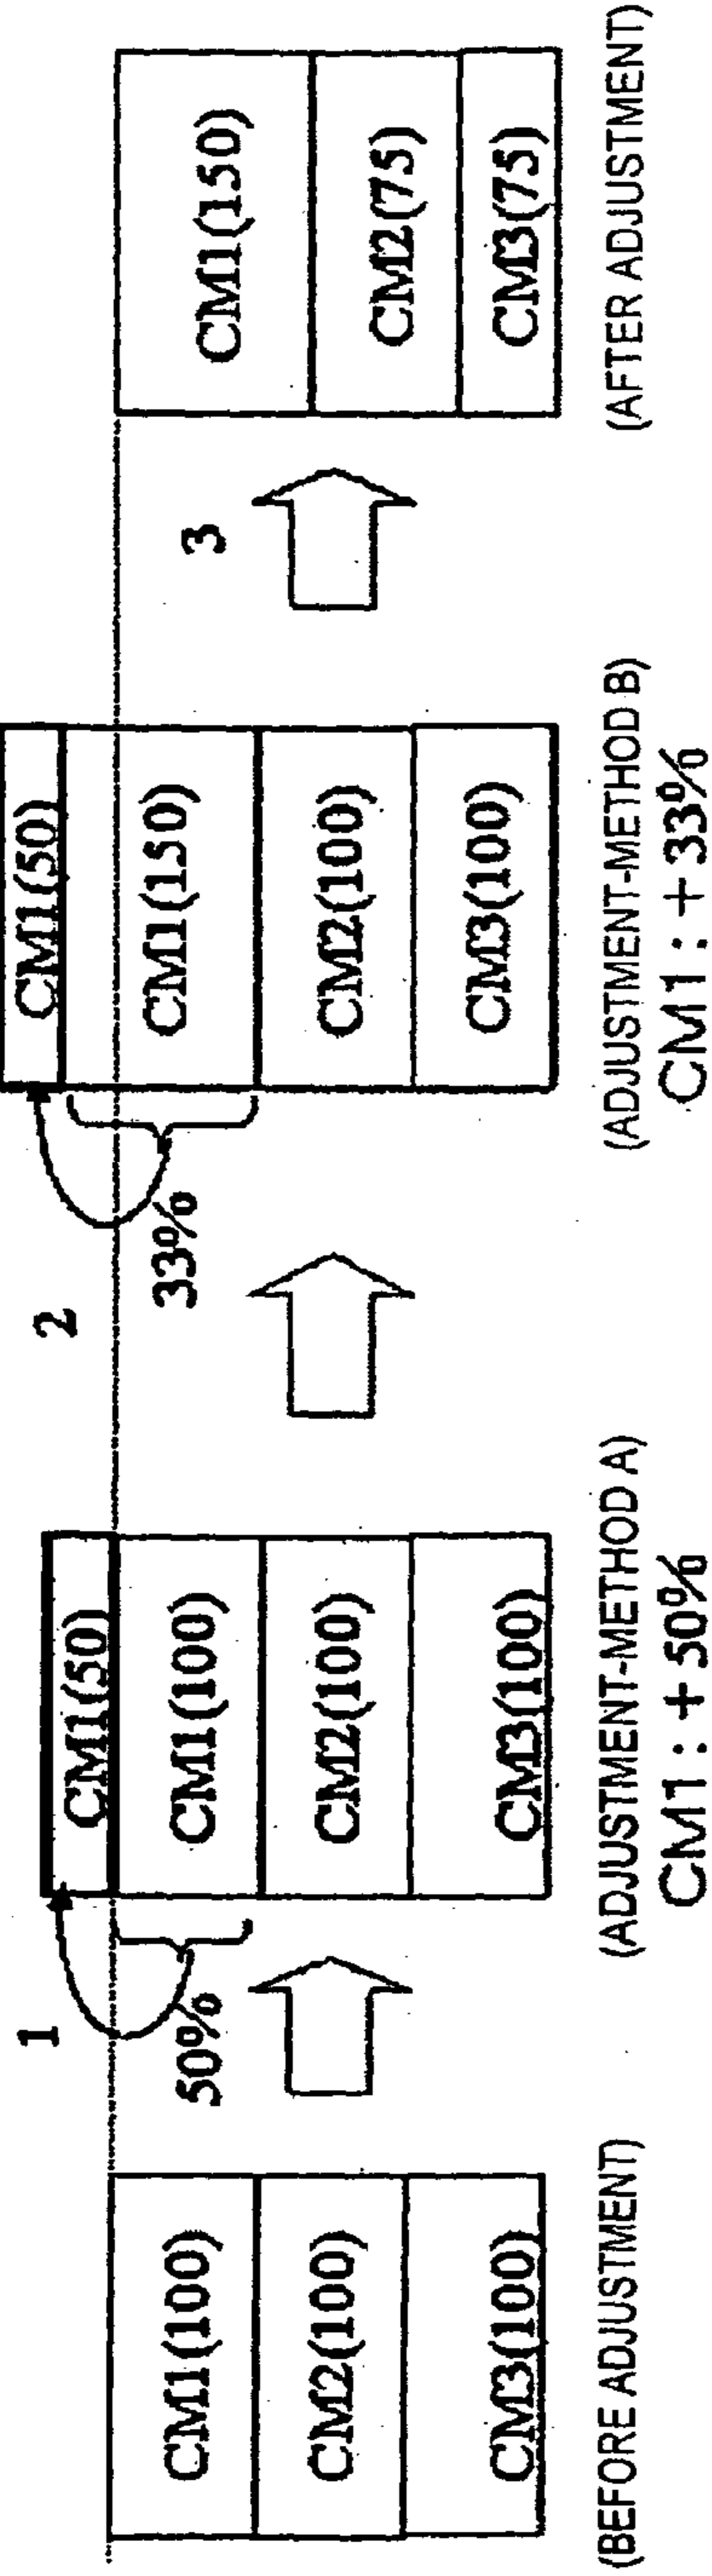 CM1(100)
CM2(100)
CM3(100)
(BEFORE ADJUSTMENT)
1
50%
CM1(50)
CM1(100)
CM2(100)
CM3(100)
(ADJUSTMENT-METHOD A)
CM1 : + 50%
2
33%
CM1(50)
CM1(150)
CM2(100)
CM3(100)
(ADJUSTMENT-METHOD B)
CM1 : + 33%
3
CM1(150)
CM2(75)
CM3(75)
(AFTER ADJUSTMENT)